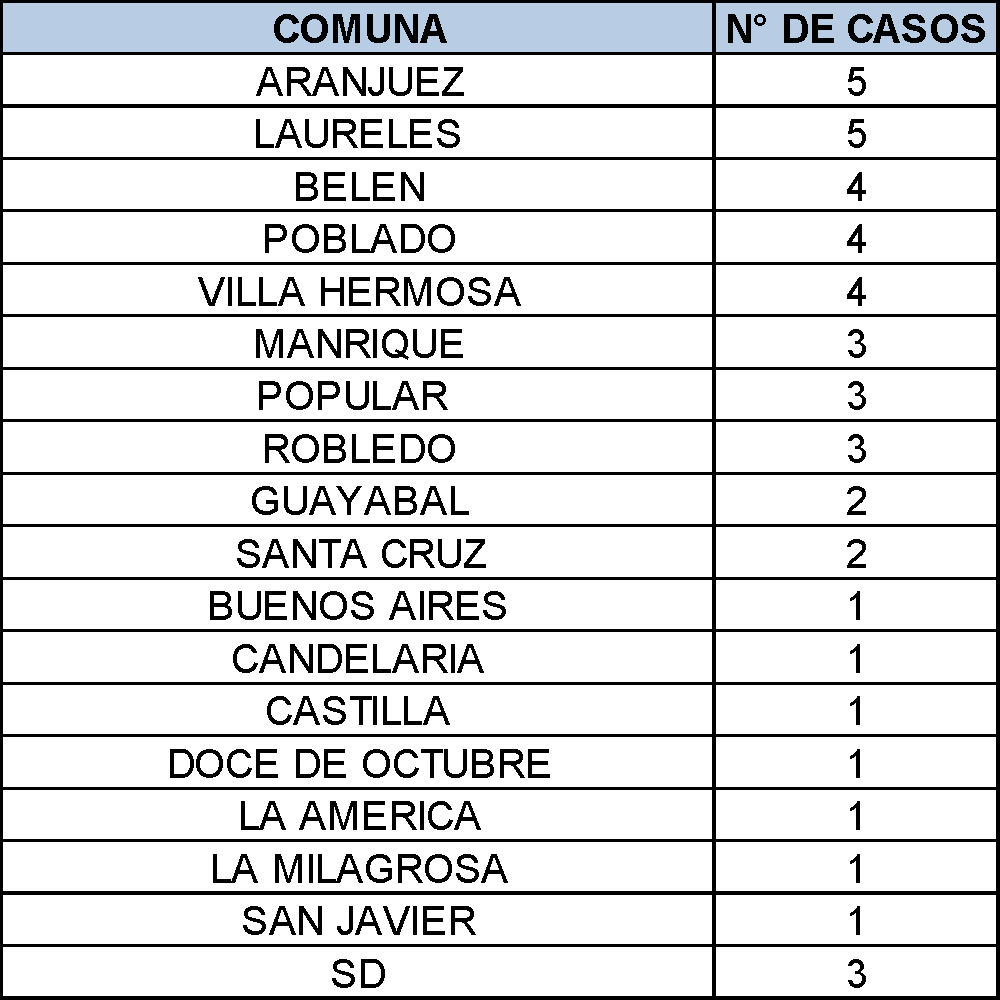 COMUNA N° DE CASOS
ARANJUEZ 5
LAURELES 5
BELEN 4
POBLADO 4
VILLA HERMOSA 4
MANRIQUE 3
POPULAR 3
ROBLEDO 3
GUAYABAL 2
SANTA CRUZ 2
BUENOS AIRES 1
CANDELARIA 1
CASTILLA 1
DOCE DE OCTUBRE 1
LA AMERICA 1
LA MILAGROSA 1
SAN JAVIER 1
SD 3